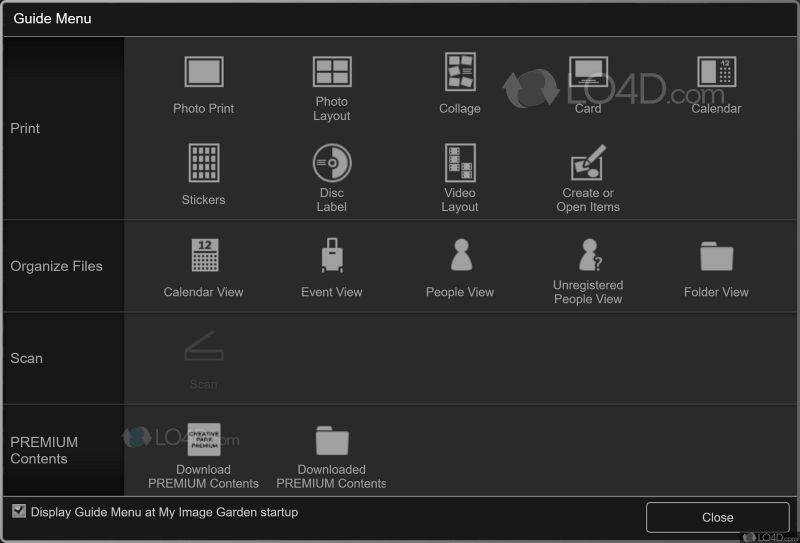 Guide Menu
Print
Photo Print
Photo
Layout
Collage
Card
12
Calendar
LO4D.com
Stickers
Disc
Label
Video
Layout
Create or
Open Items
Organize Files
12
Calendar View
Event View
People View
?
Unregistered
People View
Folder View
Scan
Scan
PREMIUM
Contents
LO4D.com
CREATIVE
PARK
PREMIUM
Download
PREMIUM Contents
Downloaded
PREMIUM Contents
Display Guide Menu at My Image Garden startup
Close
LO4D.com